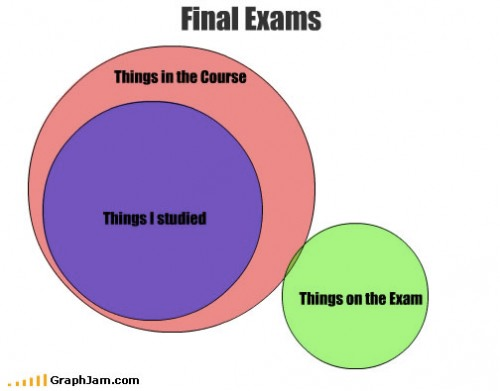 Final Exams
Things in the Course
Things I studied
Things on the Exam
GraphJam.com